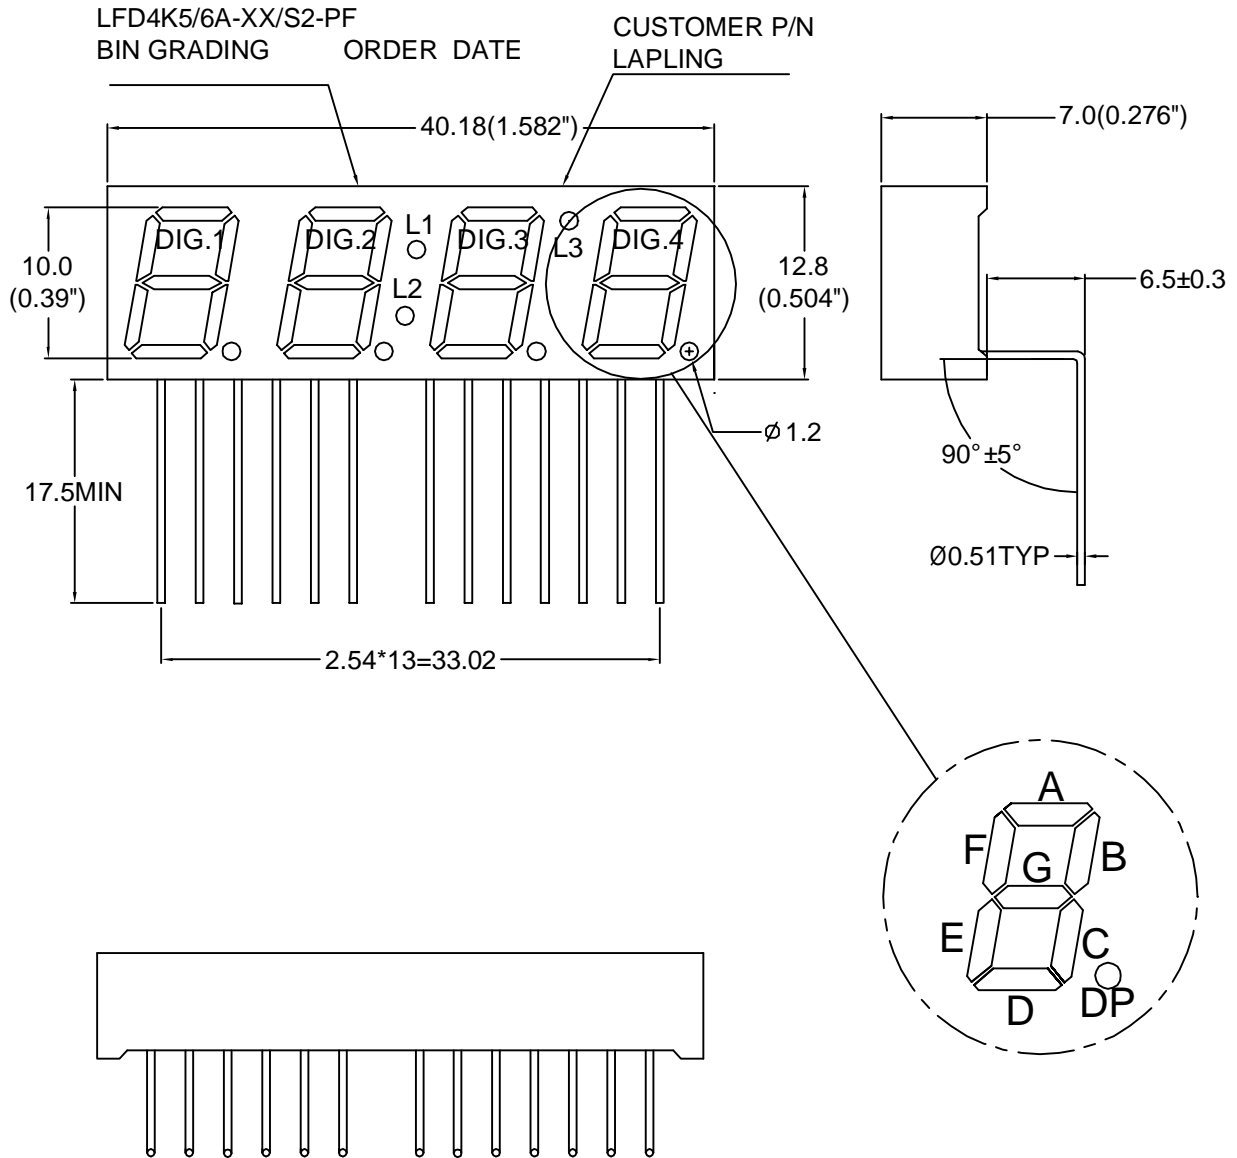 LFD4K5/6A-XX/S2-PF
BIN GRADING ORDER DATE
CUSTOMER P/N
LAPLING
40.18(1.582")
7.0(0.276")
DIG.1
DIG.2
L1
DIG.3
L3
DIG.4
L2
10.0
(0.39")
12.8
(0.504")
6.5±0.3
Ø1.2
90°±5°
17.5MIN
Ø0.51TYP
2.54*13=33.02
A
F
B
G
E
C
D
DP